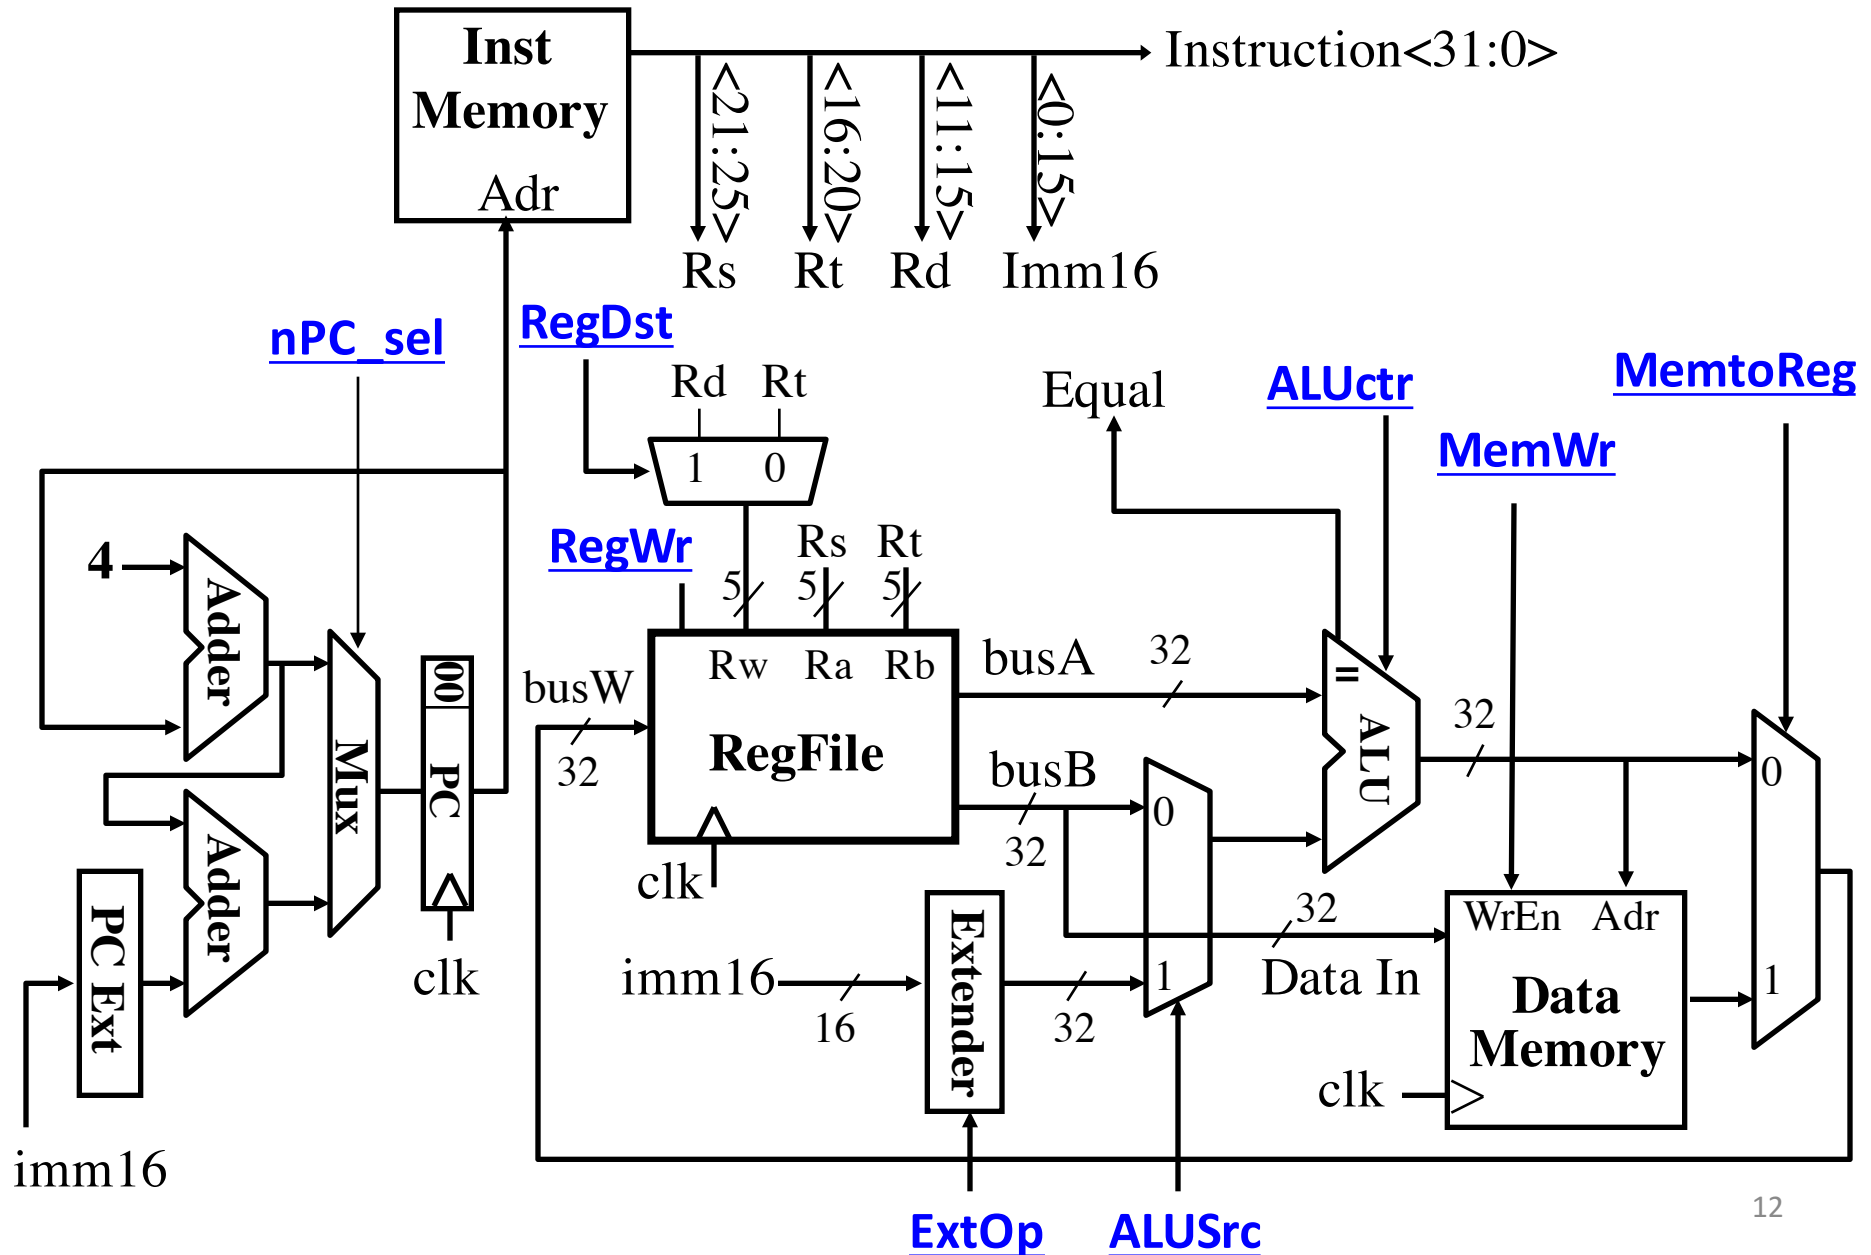 Inst
Memory
Adr
Instruction<31:0>
<21:25>
<16:20>
<11:15>
<0:15>
Rs
Rt
Rd
Imm16
nPC_sel
RegDst
Rd Rt
1 0
Equal
ALUctr
MemtoReg
MemWr
RegWr
Rs Rt
5
5
5
4
Adder
Mux
00
PC
clk
Adder
PC Ext
imm16
busW
32
Rw Ra Rb
RegFile
clk
busA
32
busB
32
0
1
=
ALU
32
imm16
16
Extender
32
32
Data In
WrEn Adr
Data
Memory
clk
0
1
ExtOp
ALUSrc
12